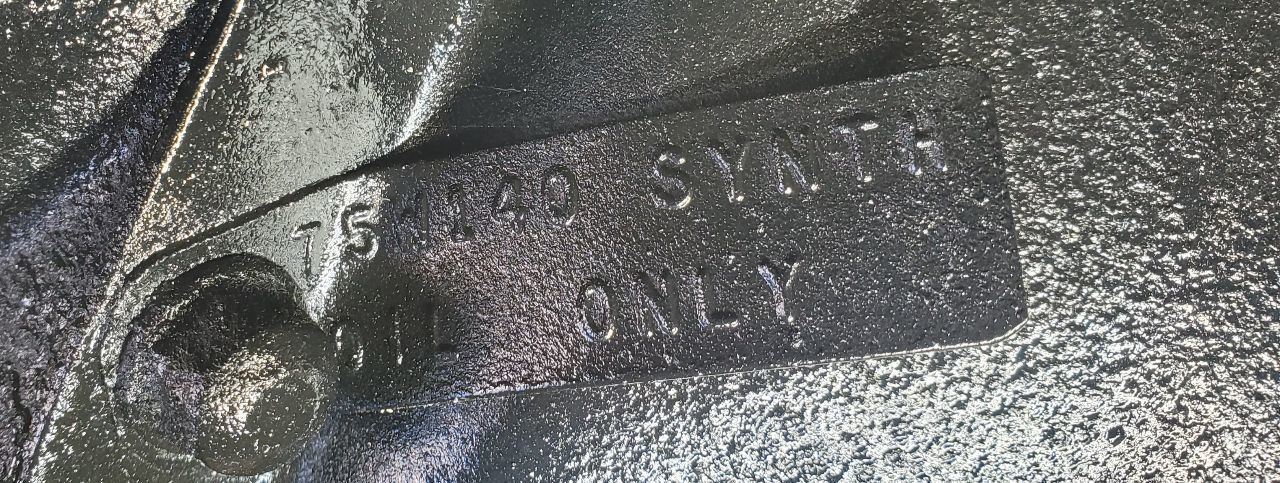 75W140 SYNTH
OIL ONLY